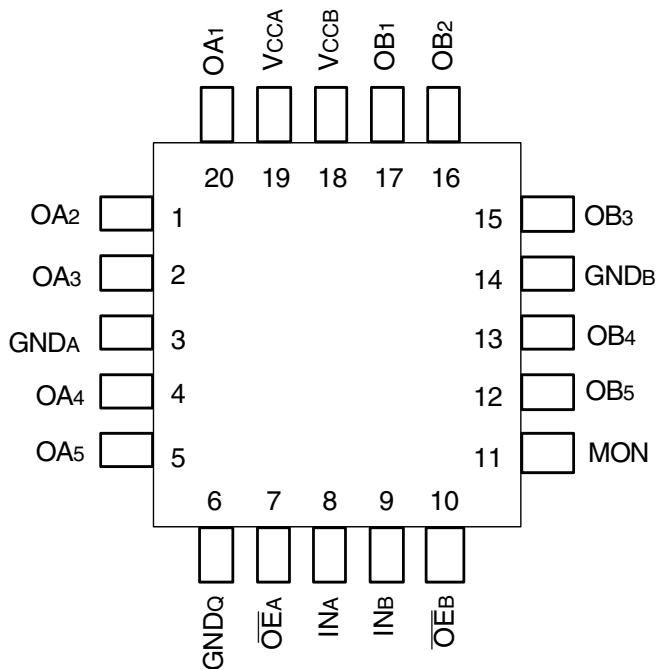 OA1 VCCA VCCB OB1 OB2
20 19 18 17 16
OA2 1 15 OB3
OA3 2 14 GNDB
GNDA 3 13 OB4
OA4 4 12 OB5
OA5 5 11 MON
6 7 8 9 10
GNDQ O̅E̅A INA INB O̅E̅B